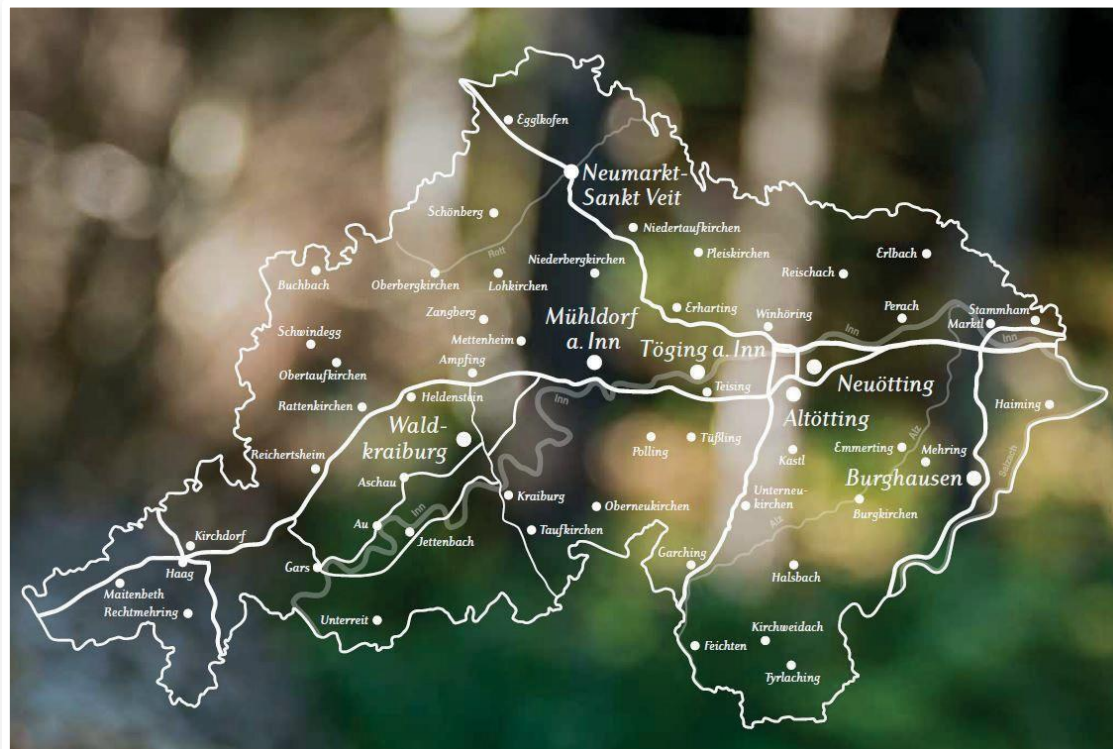 Egglkofen
Neumarkt-
Sankt Veit
Schönberg
Niedertaufkirchen
Rott
Niederbergkirchen
Pleiskirchen
Erlbach
Buchbach
Oberbergkirchen
Lohkirchen
Reischach
Zangberg
Erharting
Winhöring
Perach
Stammham
Marktl
Inn
Inn
Schwindegg
Mettenheim
Mühldorf
a. Inn
Töging a. Inn
Obertaufkirchen
Ampfing
Teising
Neuötting
Rattenkirchen
Heldenstein
Inn
Altötting
Haiming
Wald-
kraiburg
Polling
Tüßling
Kastl
Alz
Emmerting
Mehring
Salzach
Reichertsheim
Aschau
Burghausen
Kraiburg
Oberneukirchen
Unterneu-
kirchen
Burgkirchen
Alz
Inn
Au
Jettenbach
Taufkirchen
Kirchdorf
Haag
Gars
Garching
Halsbach
Maitenbeth
Rechtmehring
Unterreit
Feichten
Kirchweidach
Tyrlaching